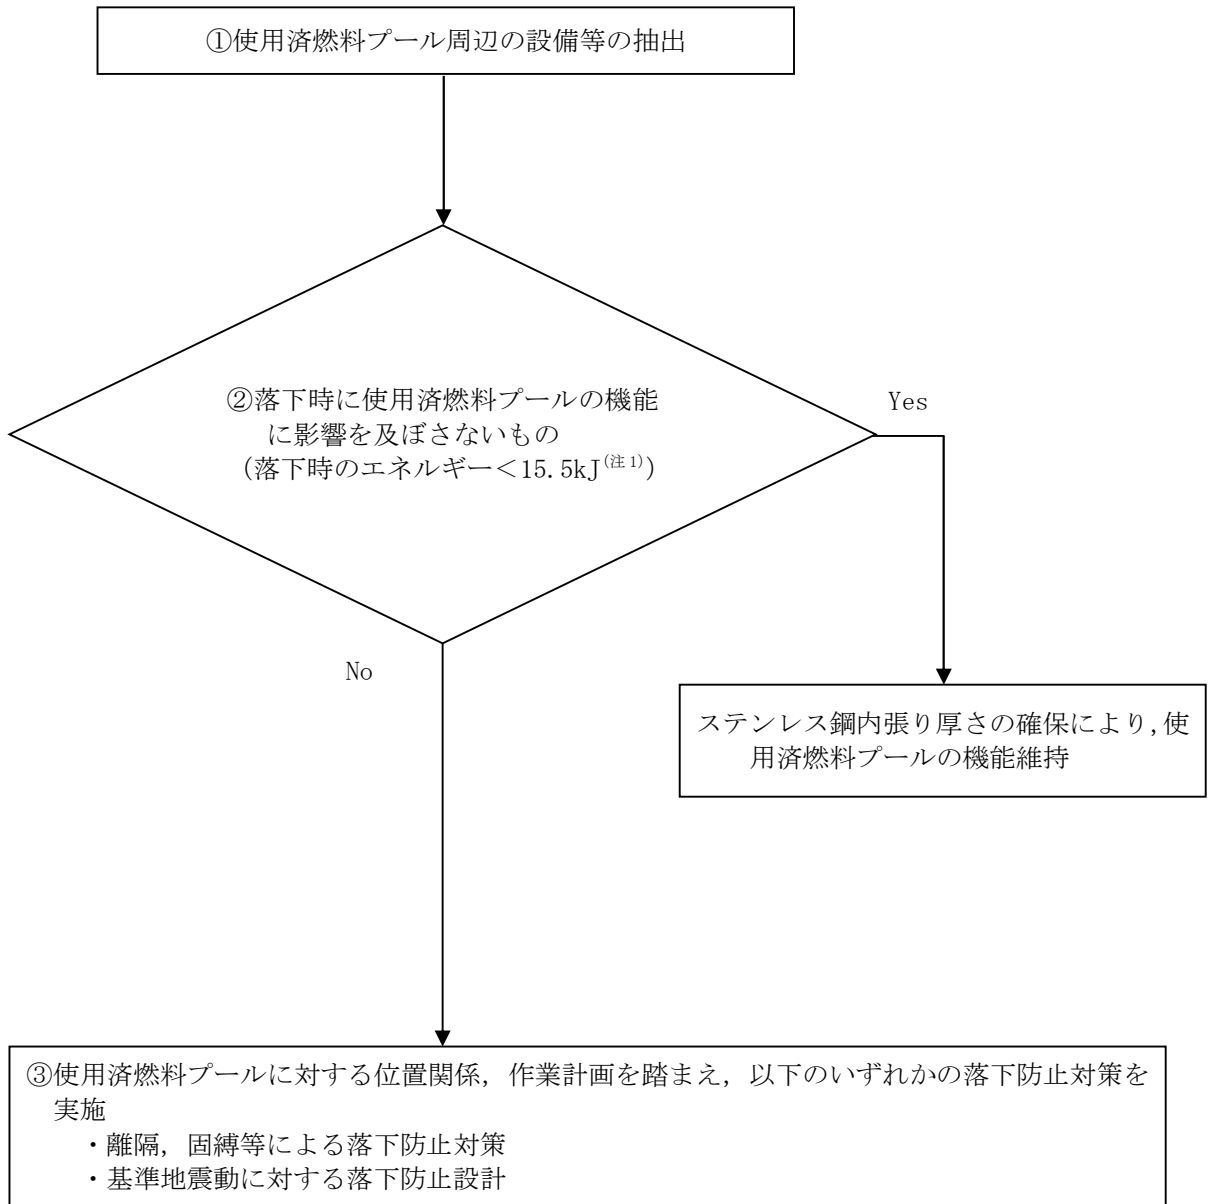 ①使用済燃料プール周辺の設備等の抽出
②落下時に使用済燃料プールの機能
に影響を及ぼさないもの
(落下時のエネルギー<15.5kJ(注1))
Yes
No
ステンレス鋼内張り厚さの確保により,使
用済燃料プールの機能維持
③使用済燃料プールに対する位置関係,作業計画を踏まえ,以下のいずれかの落下防止対策を
実施
・離隔,固縛等による落下防止対策
・基準地震動に対する落下防止設計